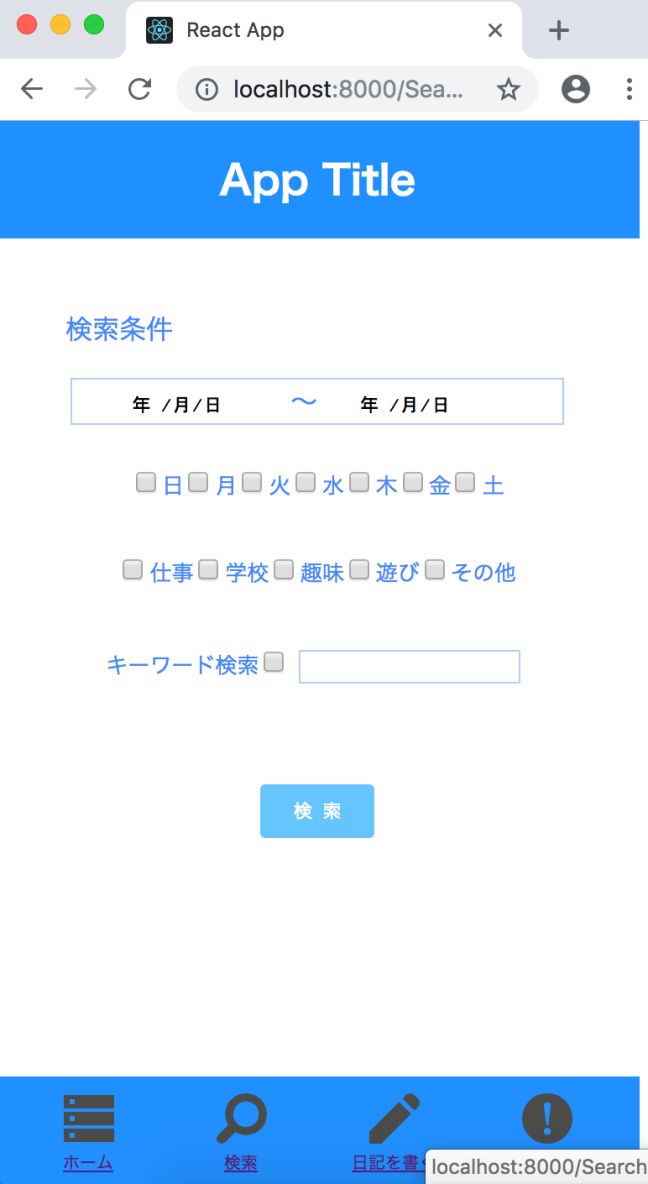 React App
localhost:8000/Sea...
App Title
検索条件
年 /月/日 〜 年 /月/日
日 月 火 水 木 金 土
仕事 学校 趣味 遊び その他
キーワード検索
検 索
ホーム 検索 日記を書く
localhost:8000/Search